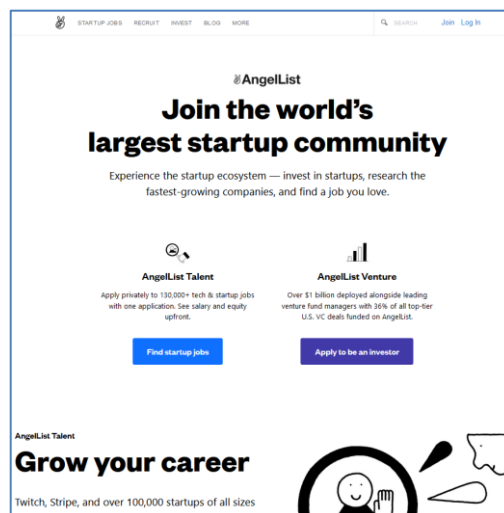 STARTUP JOBS RECRUIT INVEST BLOG MORE SEARCH Join Log In
AngelList
Join the world's
largest startup community
Experience the startup ecosystem — invest in startups, research the
fastest-growing companies, and find a job you love.
AngelList Talent
Apply privately to 130,000+ tech & startup jobs
with one application. See salary and equity
upfront.
Find startup jobs
AngelList Venture
Over $1 billion deployed alongside leading
venture fund managers with 36% of all top-tier
U.S. VC deals funded on AngelList.
Apply to be an investor
AngelList Talent
Grow your career
Twitch, Stripe, and over 100,000 startups of all sizes